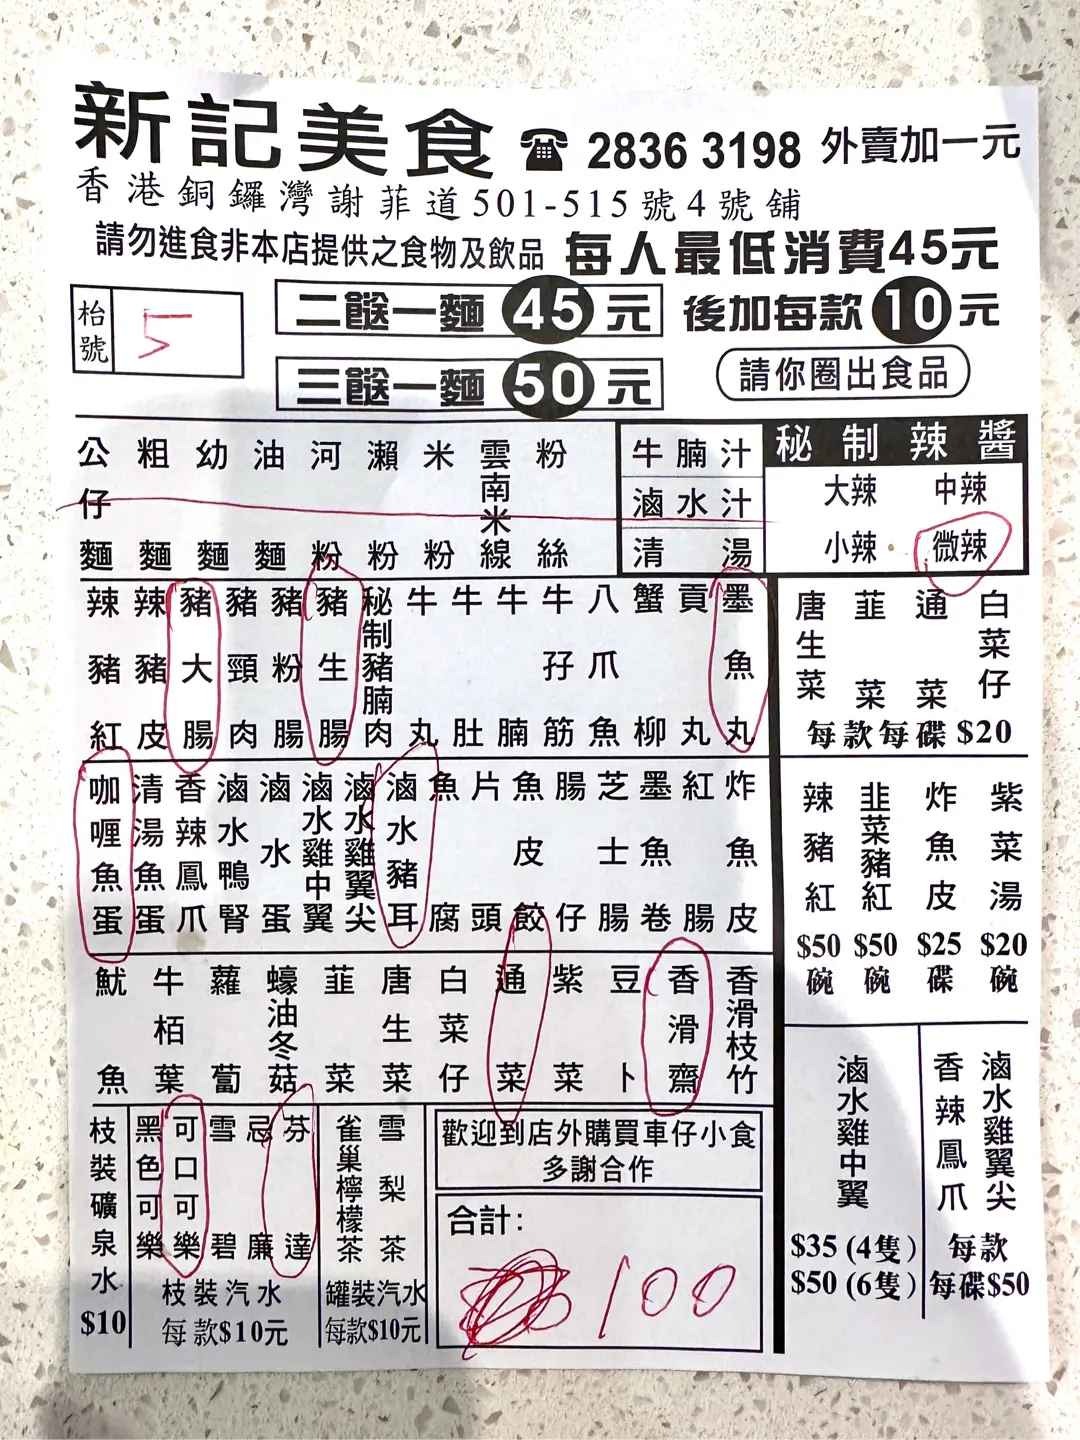 新記美食 ☎ 2836 3198 外賣加一元
香港銅鑼灣謝菲道501-515號4號舖
請勿進食非本店提供之食物及飲品 每人最低消費45元
枱號 5
二餸一麵 45 元 後加每款 10 元
三餸一麵 50 元
請你圈出食品
公仔麵 粗麵 幼麵 油麵 河粉 瀨粉 米粉 雲南米線 粉絲
牛腩汁
滷水汁
清湯
秘制辣醬
大辣 中辣
小辣 微辣
辣豬紅 辣豬皮 豬大腸 豬頸肉 豬粉腸 豬生腸 秘制豬腩肉 牛丸 牛肚 牛腩 牛孖筋 八爪魚 蟹柳 貢丸 墨魚丸
唐生菜 韮菜 通菜 白菜仔
每款每碟 $20
咖喱魚蛋 清湯魚蛋 香辣鳳爪 滷水鴨腎 滷水蛋 滷水雞中翼 滷水雞翼尖 滷水豬耳 魚腐 片頭 魚皮餃 腸仔 芝士腸 墨魚卷 紅腸 炸魚皮
辣豬紅 $50碗
韭菜豬紅 $50碗
炸魚皮 $25碟
紫菜湯 $20碗
魷魚 牛栢葉 蘿蔔 蠔油冬菇 韮菜 唐生菜 白菜仔 通菜 紫菜 豆卜 香滑齋 香滑枝竹
滷水雞中翼
$35 (4隻)
$50 (6隻)
香辣鳳爪 滷水雞翼尖
每款
每碟$50
枝裝礦泉水
$10
黑色可樂 可口可樂 雪碧 忌廉 芬達
枝裝汽水
每款$10元
雀巢檸檬茶 雪梨茶
罐裝汽水
每款$10元
歡迎到店外購買車仔小食
多謝合作
合計:
100